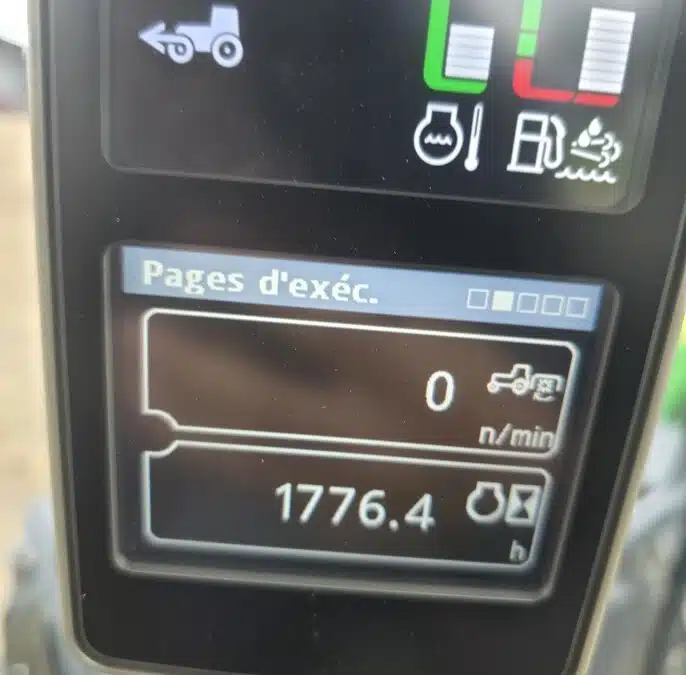 Pages d'exéc.
0
n/min
1776.4
h